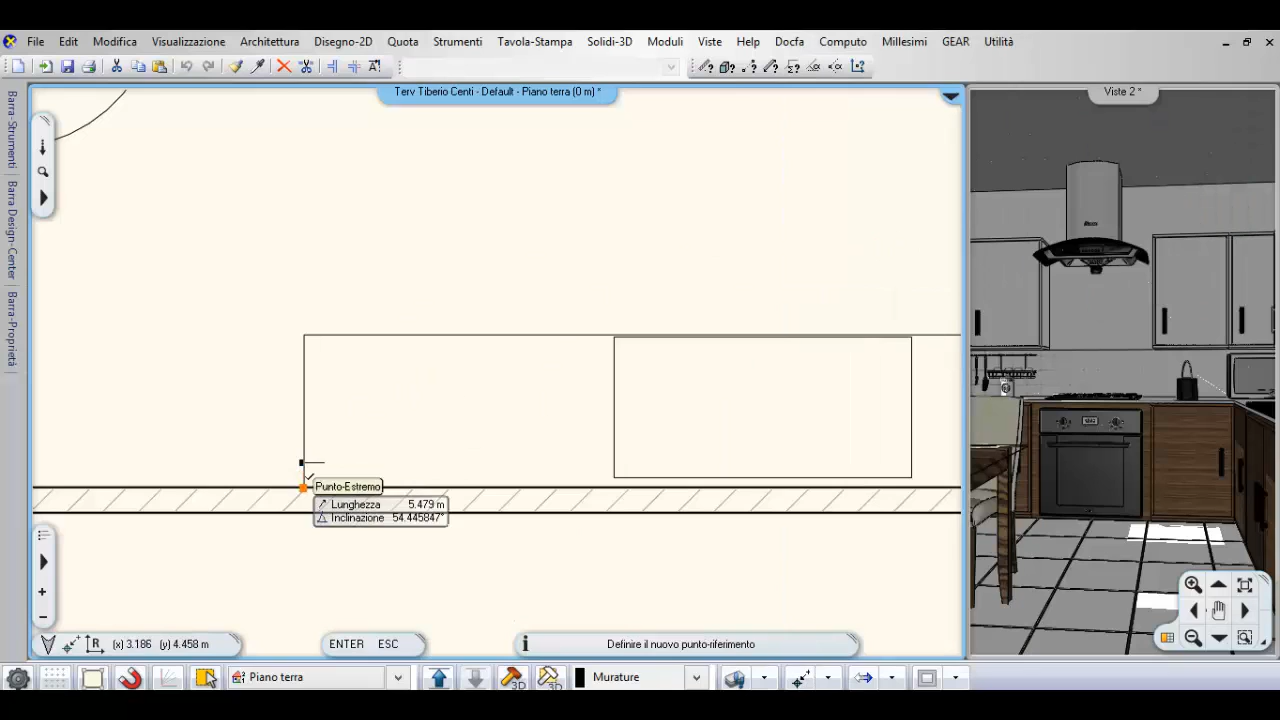 File Edit Modifica Visualizzazione Architettura Disegno-2D Quota Strumenti Tavola-Stampa Solidi-3D Moduli Viste Help Docfa Computo Millesimi GEAR Utilità
Terv Tiberio Centi - Default - Piano terra (0 m) *
Viste 2 *
Barra-Strumenti
Barra Design-Center
Barra-Proprietà
Punto-Estremo
Lunghezza 5.479 m
Inclinazione 54.445847°
(x) 3.186 (y) 4.458 m
ENTER ESC
Definire il nuovo punto-riferimento
Piano terra
3D
3D
Murature